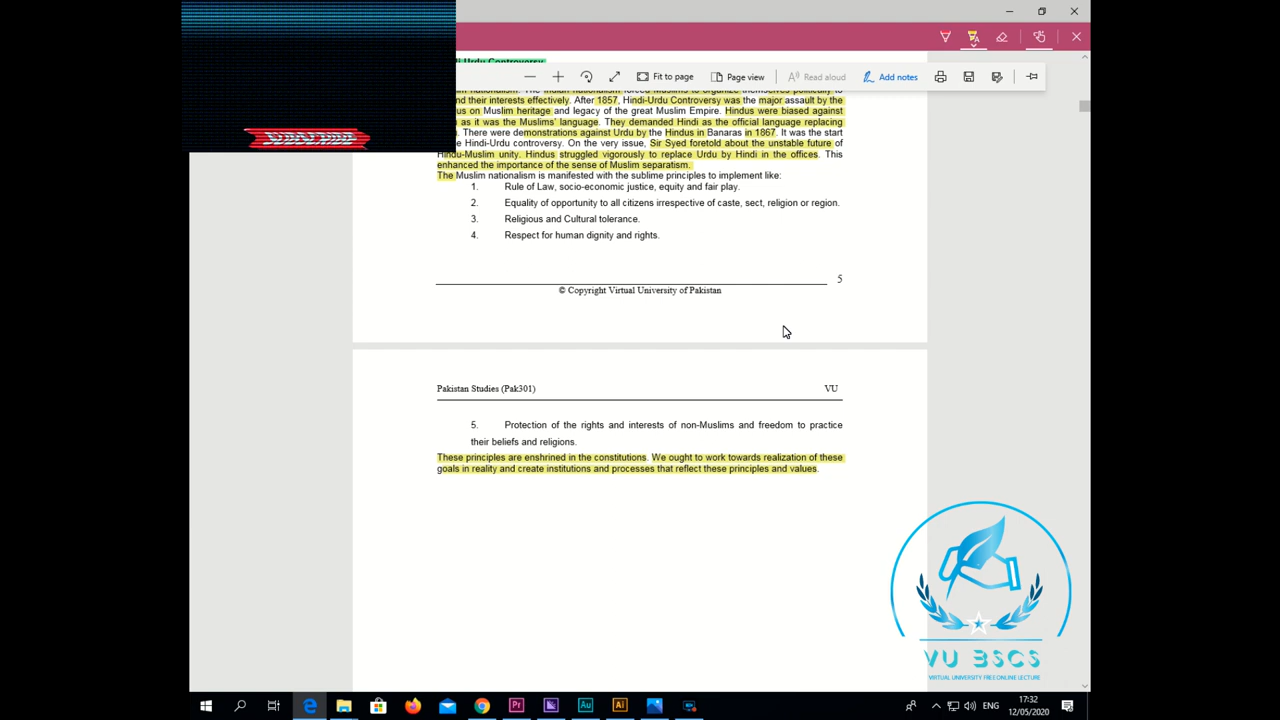 i Urdu Controversy
Fit to page
Page view
Read aloud
Add notes
nationalism. The Indian nationalism forced Muslims to organize themselves politically to
nd their interests effectively. After 1857, Hindi-Urdu Controversy was the major assault by the
us on Muslim heritage and legacy of the great Muslim Empire. Hindus were biased against
as it was the Muslims' language. They demanded Hindi as the official language replacing
. There were demonstrations against Urdu by the Hindus in Banaras in 1867. It was the start
e Hindi-Urdu controversy. On the very issue, Sir Syed foretold about the unstable future of
Hindu-Muslim unity. Hindus struggled vigorously to replace Urdu by Hindi in the offices. This
enhanced the importance of the sense of Muslim separatism.
The Muslim nationalism is manifested with the sublime principles to implement like:
1. Rule of Law, socio-economic justice, equity and fair play.
2. Equality of opportunity to all citizens irrespective of caste, sect, religion or region.
3. Religious and Cultural tolerance.
4. Respect for human dignity and rights.
5
© Copyright Virtual University of Pakistan
Pakistan Studies (Pak301) VU
5. Protection of the rights and interests of non-Muslims and freedom to practice
their beliefs and religions.
These principles are enshrined in the constitutions. We ought to work towards realization of these
goals in reality and create institutions and processes that reflect these principles and values.
SUBSCRIBE
VU BSCS
VIRTUAL UNIVERSITY FREE ONLINE LECTURE
ENG
17:32
12/05/2020